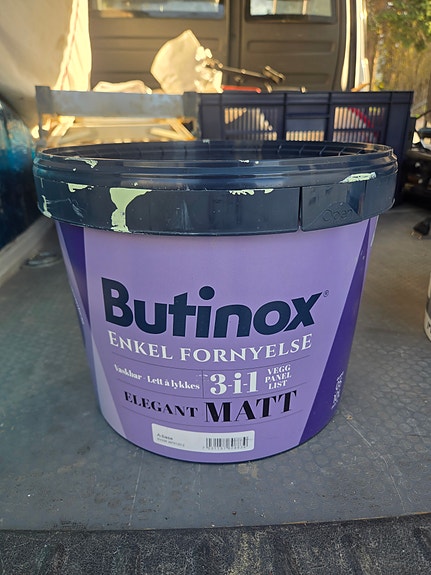 Butinox®
ENKEL FORNYELSE
Vaskbar - Lett å lykkes
3-i-1
VEGG
PANEL
LIST
ELEGANT MATT